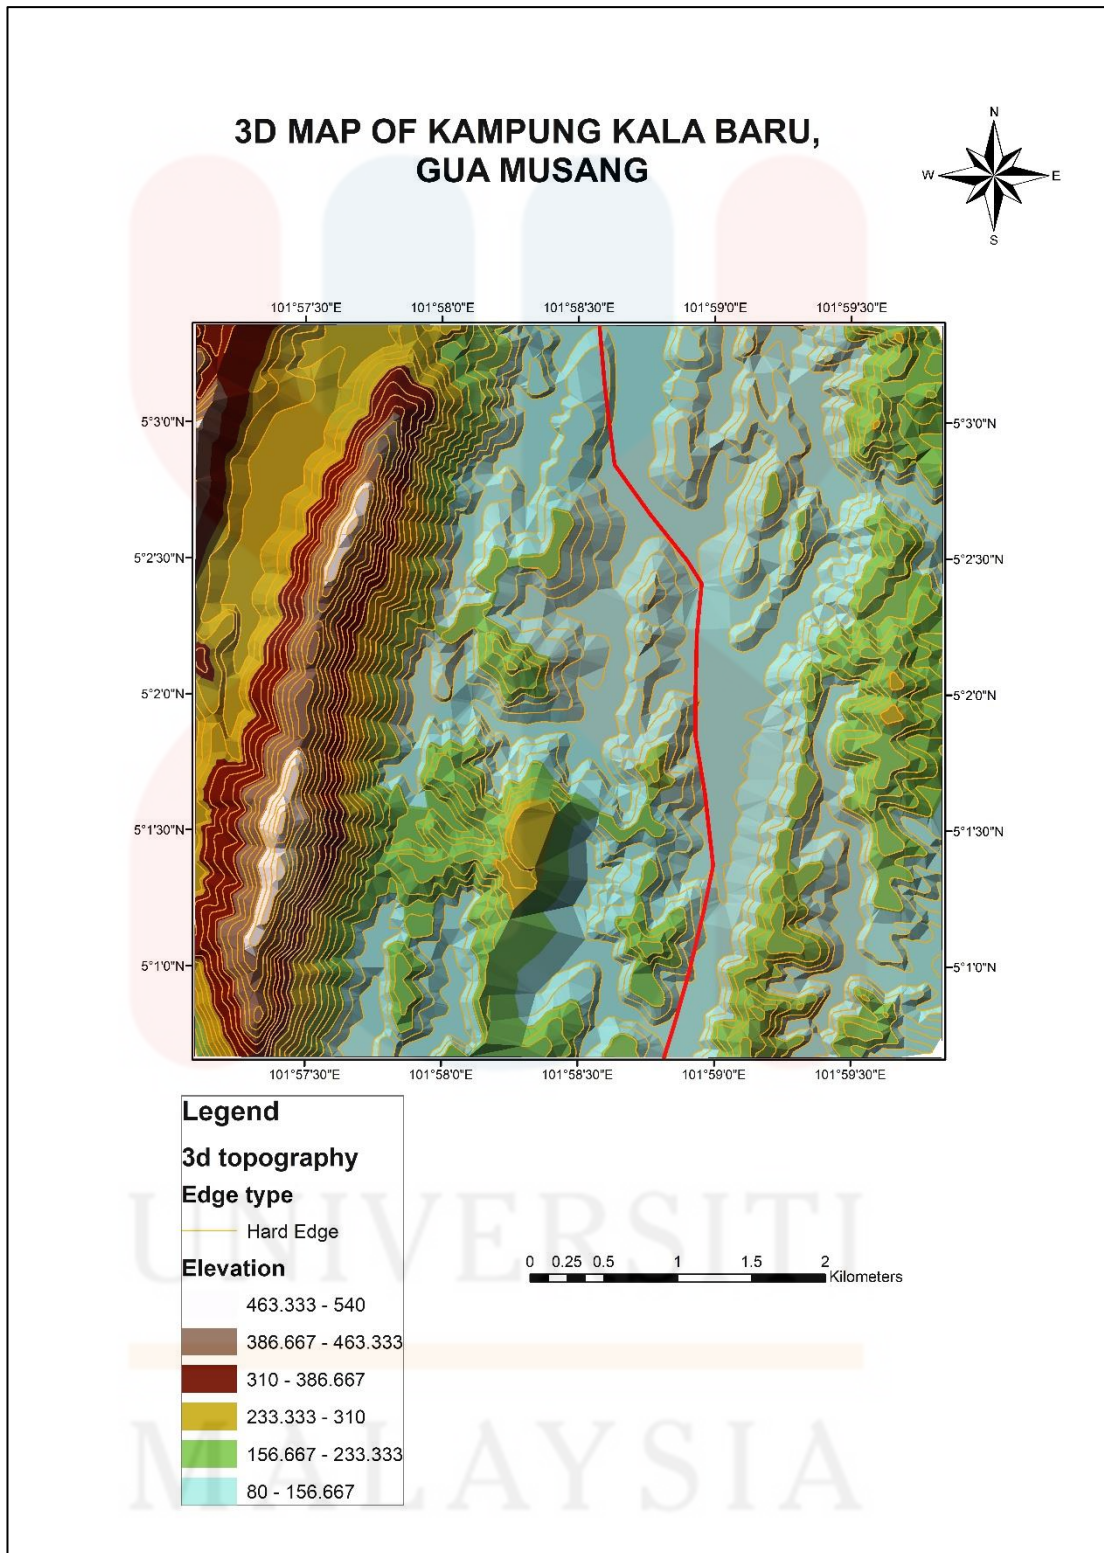 3D MAP OF KAMPUNG KALA BARU,
GUA MUSANG
N
W E
S
101°57'30"E 101°58'0"E 101°58'30"E 101°59'0"E 101°59'30"E
5°3'0"N 5°3'0"N
5°2'30"N 5°2'30"N
5°2'0"N 5°2'0"N
5°1'30"N 5°1'30"N
5°1'0"N 5°1'0"N
101°57'30"E 101°58'0"E 101°58'30"E 101°59'0"E 101°59'30"E
Legend
3d topography
Edge type
Hard Edge
Elevation
463.333 - 540
386.667 - 463.333
310 - 386.667
233.333 - 310
156.667 - 233.333
80 - 156.667
0 0.25 0.5 1 1.5 2
Kilometers
UNIVERSITI
MALAYSIA